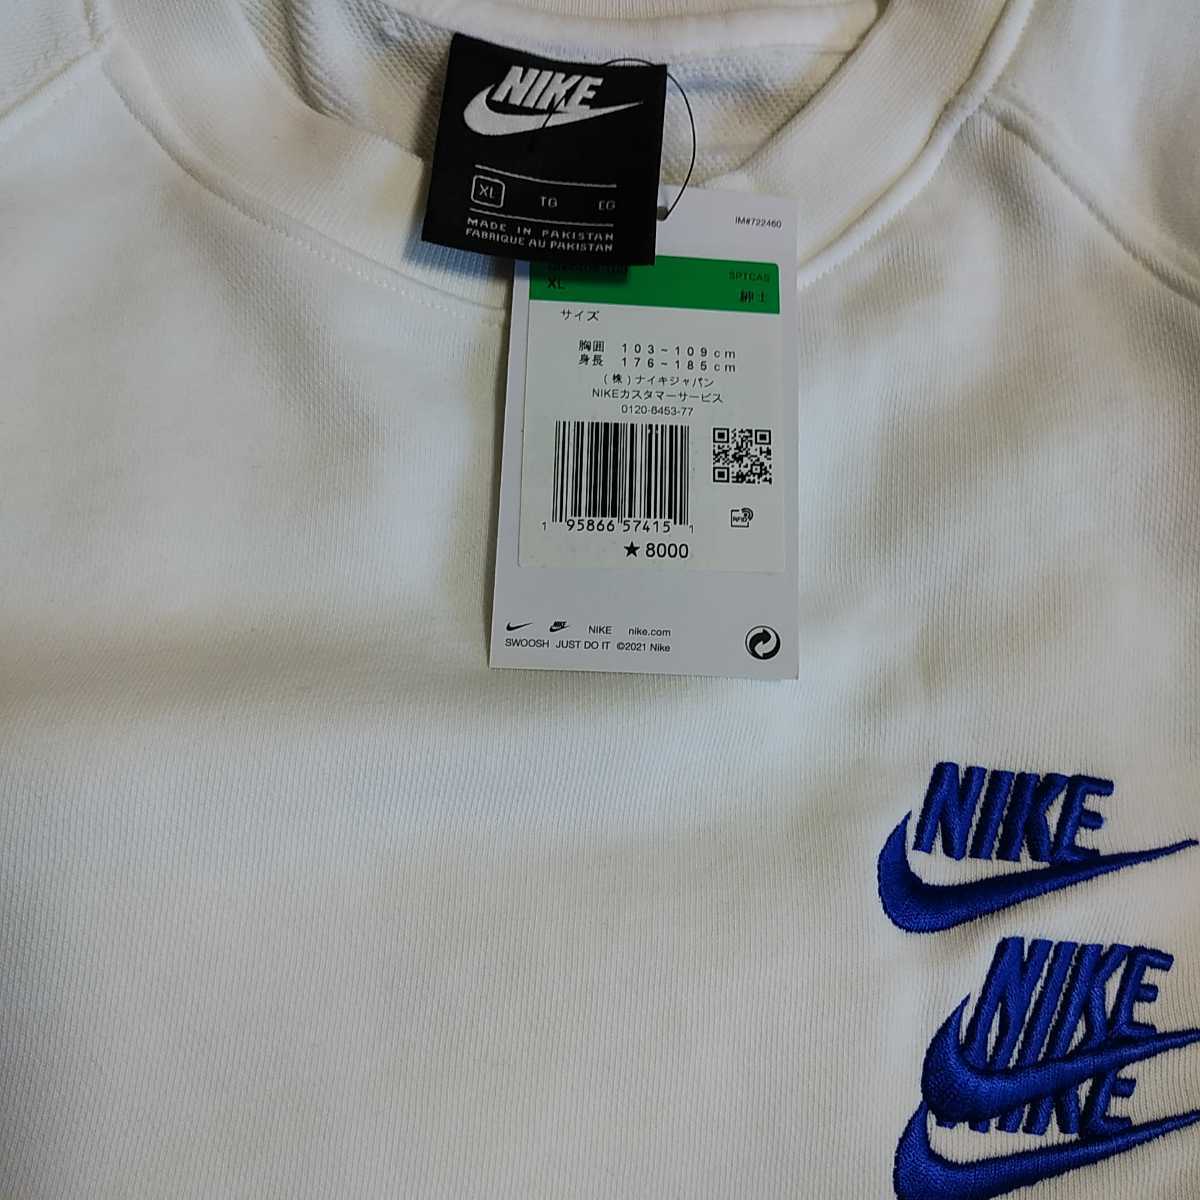 NIKE
XL TG EG
MADE IN PAKISTAN
FABRIQUE AU PAKISTAN
IM#722460
SPTCAS
XL 紳士
サイズ
胸囲 103~109cm
身長 176~185cm
(株)ナイキジャパン
NIKEカスタマーサービス
0120-6453-77
1 95866 57415 1
★8000
RFID
NIKE NIKE nike.com
SWOOSH JUST DO IT ©2021 Nike
NIKE
NIKE
NIKE